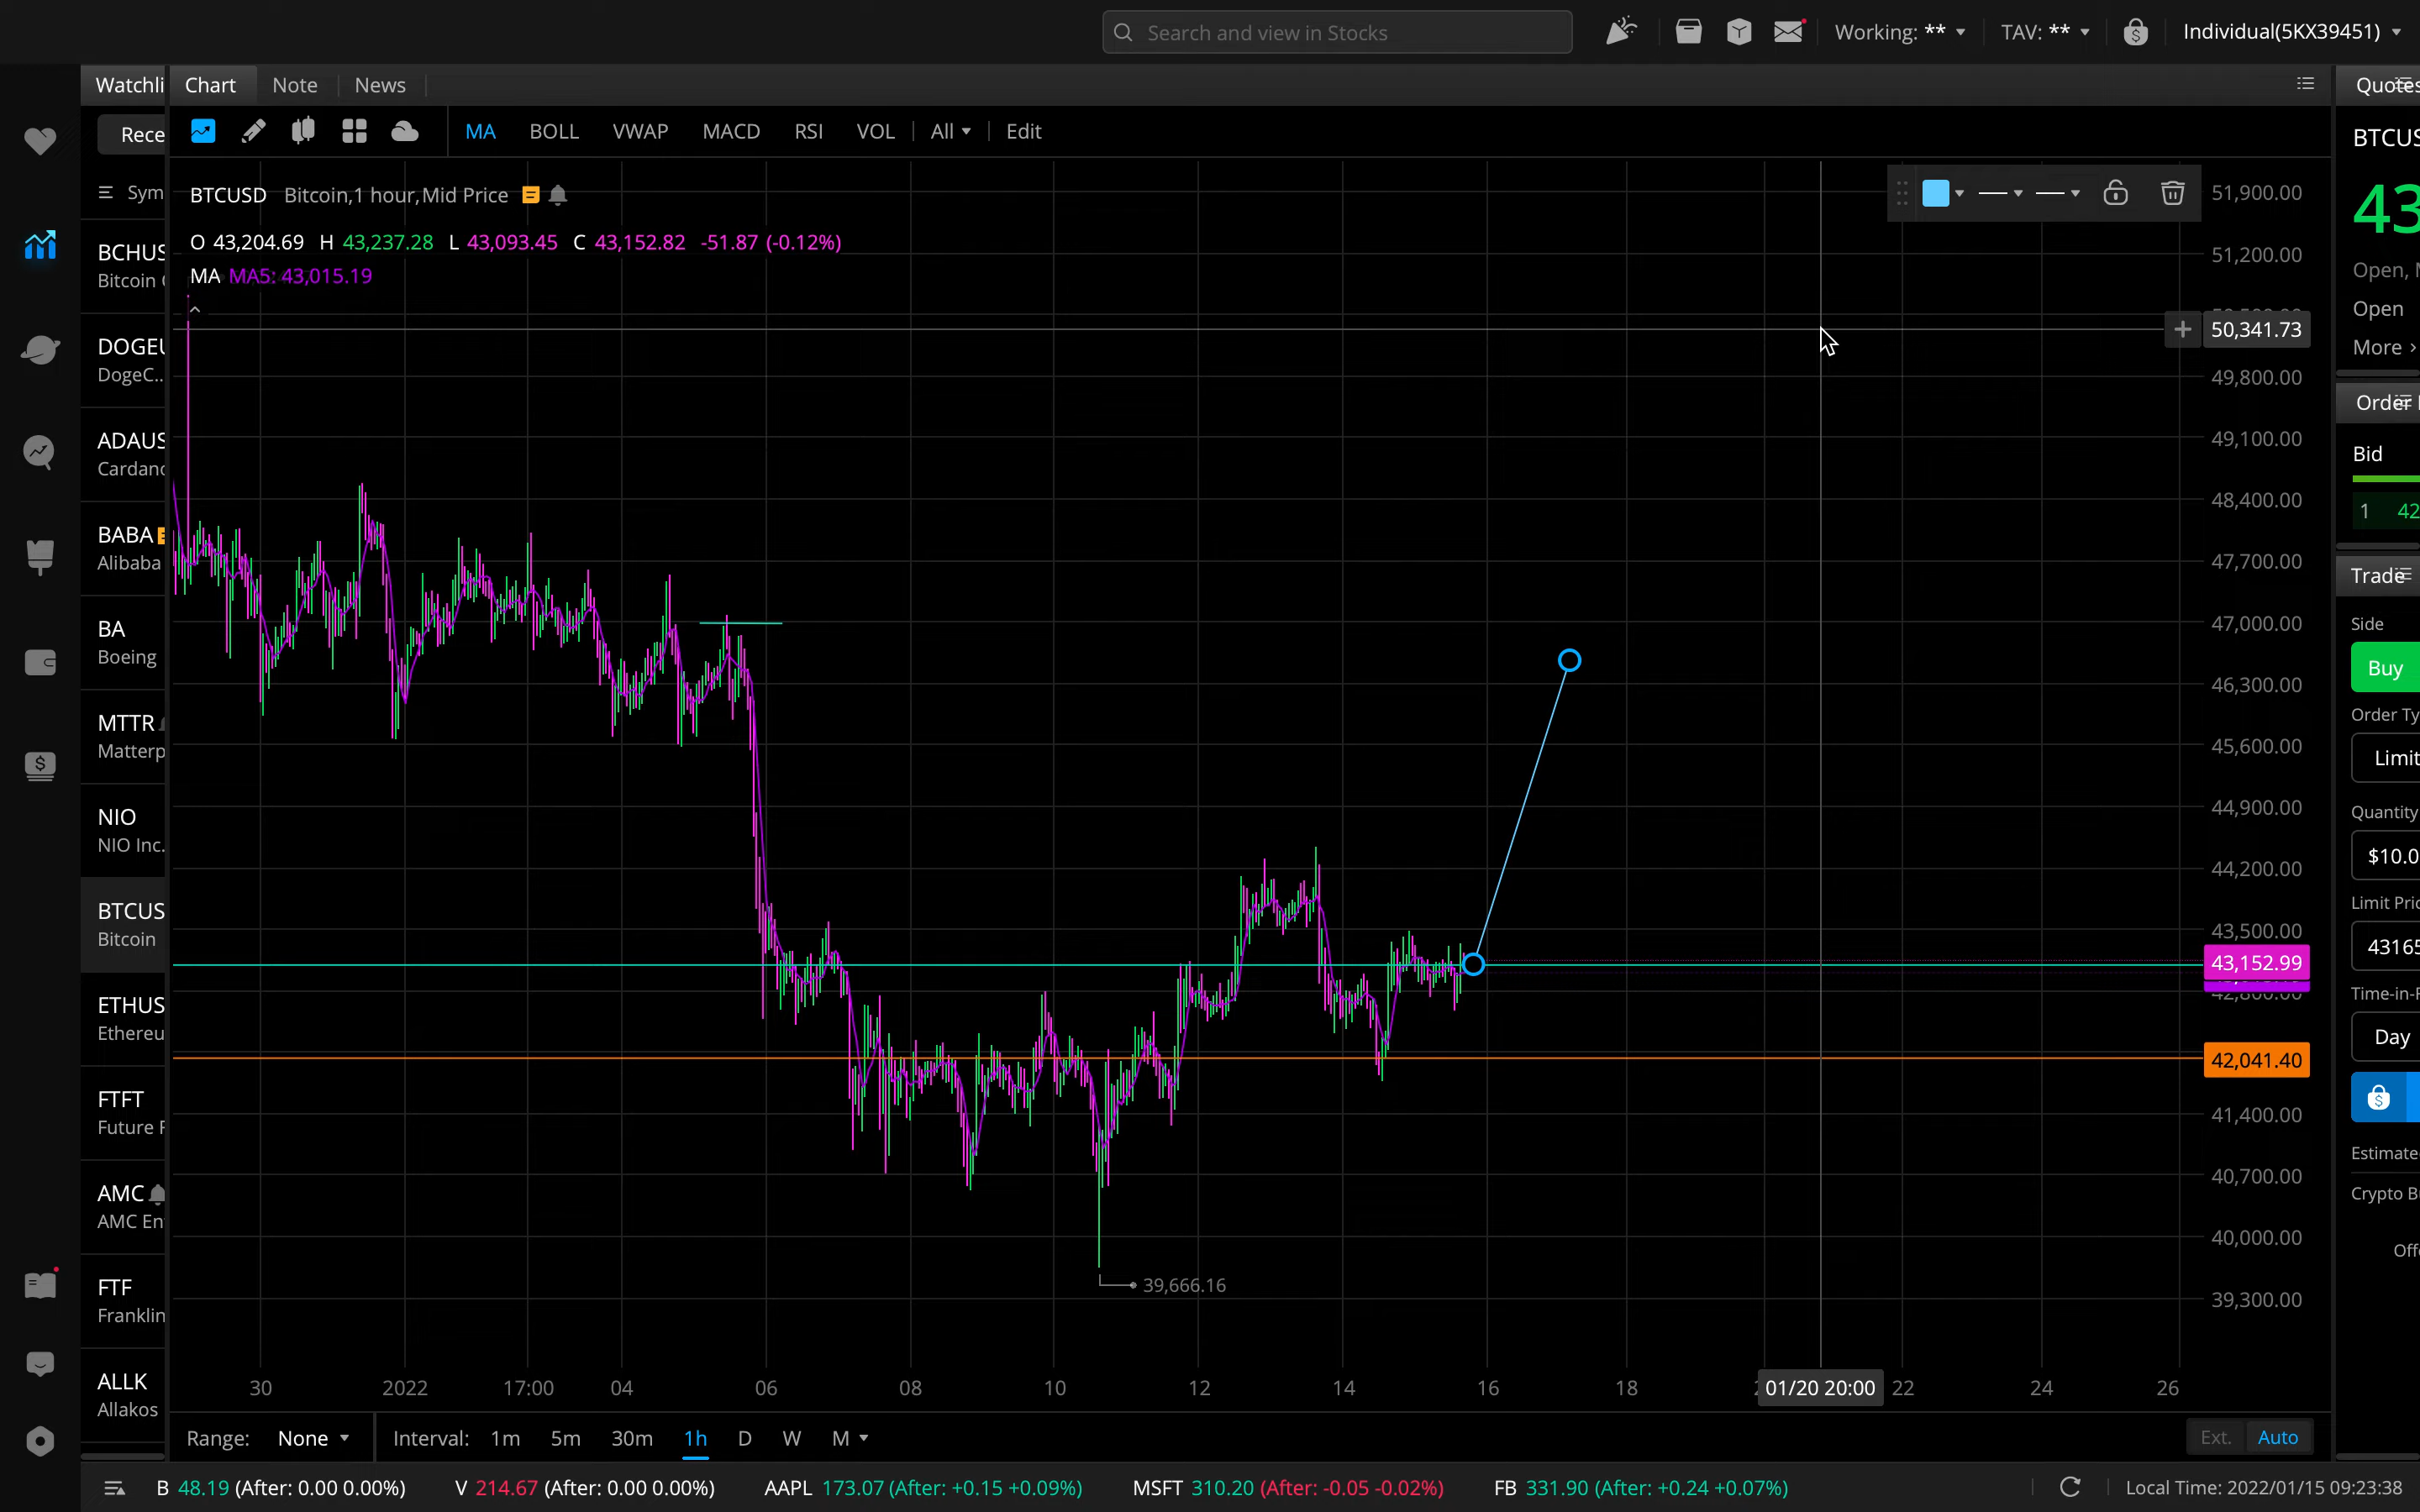 Search and view in Stocks
Working: ** TAV: ** Individual(5KX39451)
Watchli Chart Note News Quotes
Rece MA BOLL VWAP MACD RSI VOL All Edit
Sym
BTCUSD Bitcoin,1 hour,Mid Price
O 43,204.69 H 43,237.28 L 43,093.45 C 43,152.82 -51.87 (-0.12%)
MA MA5: 43,015.19
BCHUS
Bitcoin
DOGEU
DogeC..
ADAUS
Cardano
BABA
Alibaba
BA
Boeing
MTTR
Matterp
NIO
NIO Inc.
BTCUS
Bitcoin
ETHUS
Ethereu
FTFT
Future F
AMC
AMC En
FTF
Franklin
ALLK
Allakos
51,900.00
51,200.00
50,341.73
49,800.00
49,100.00
48,400.00
47,700.00
47,000.00
46,300.00
45,600.00
44,900.00
44,200.00
43,500.00
43,152.99
42,041.40
41,400.00
40,700.00
40,000.00
39,300.00
39,666.16
30 2022 17:00 04 06 08 10 12 14 16 18 01/20 20:00 22 24 26
BTCUS
43
Open,
Open
More ›
Order
Bid
1 42
Trade
Side
Buy
Order Ty
Limit
Quantity
$10.0
Limit Pric
43165
Time-in-F
Day
Estimate
Crypto B
Offe
Range: None Interval: 1m 5m 30m 1h D W M Ext. Auto
B 48.19 (After: 0.00 0.00%) V 214.67 (After: 0.00 0.00%) AAPL 173.07 (After: +0.15 +0.09%) MSFT 310.20 (After: -0.05 -0.02%) FB 331.90 (After: +0.24 +0.07%) Local Time: 2022/01/15 09:23:38